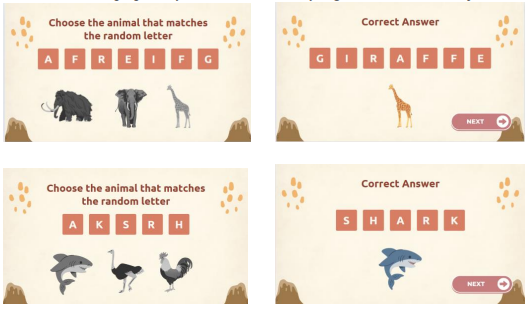 Choose the animal that matches
the random letter
A F R E I F G
Correct Answer
G I R A F F E
NEXT
Choose the animal that matches
the random letter
A K S R H
Correct Answer
S H A R K
NEXT